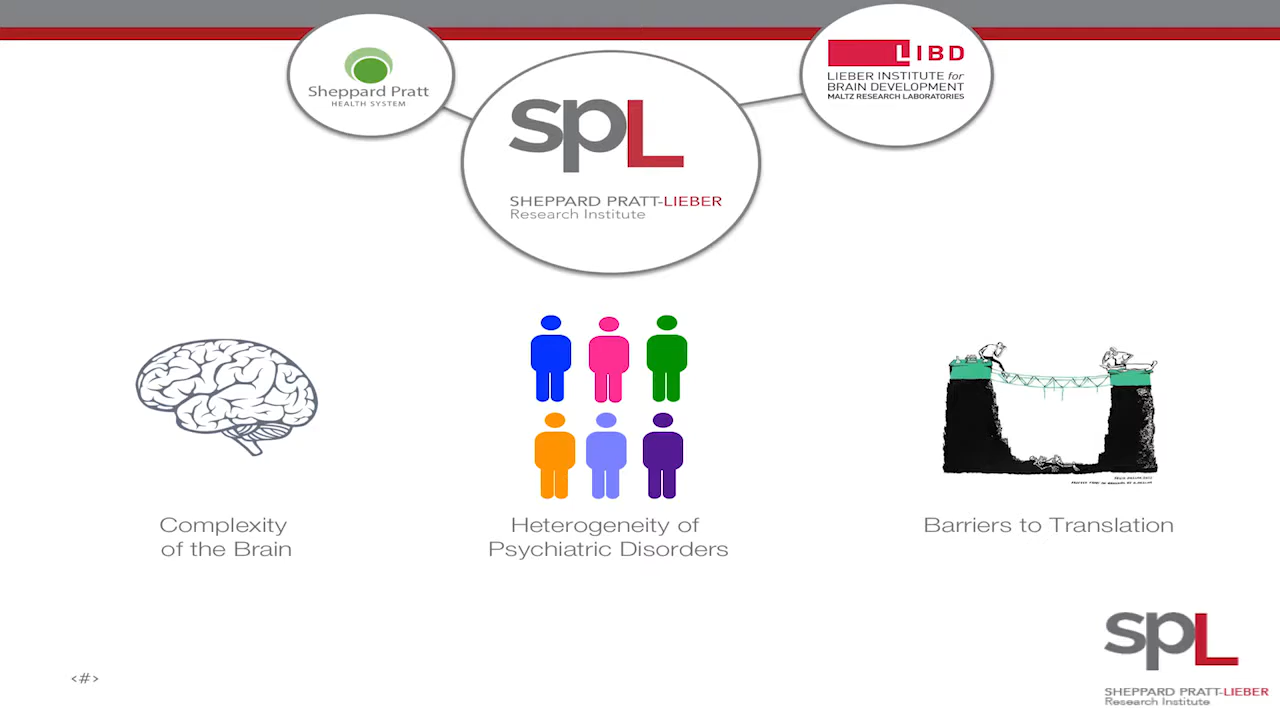 Sheppard Pratt
HEALTH SYSTEM
spL
SHEPPARD PRATT-LIEBER
Research Institute
LIBD
LIEBER INSTITUTE for
BRAIN DEVELOPMENT
MALTZ RESEARCH LABORATORIES
Complexity
of the Brain
Heterogeneity of
Psychiatric Disorders
Barriers to Translation
<#>
spL
SHEPPARD PRATT-LIEBER
Research Institute